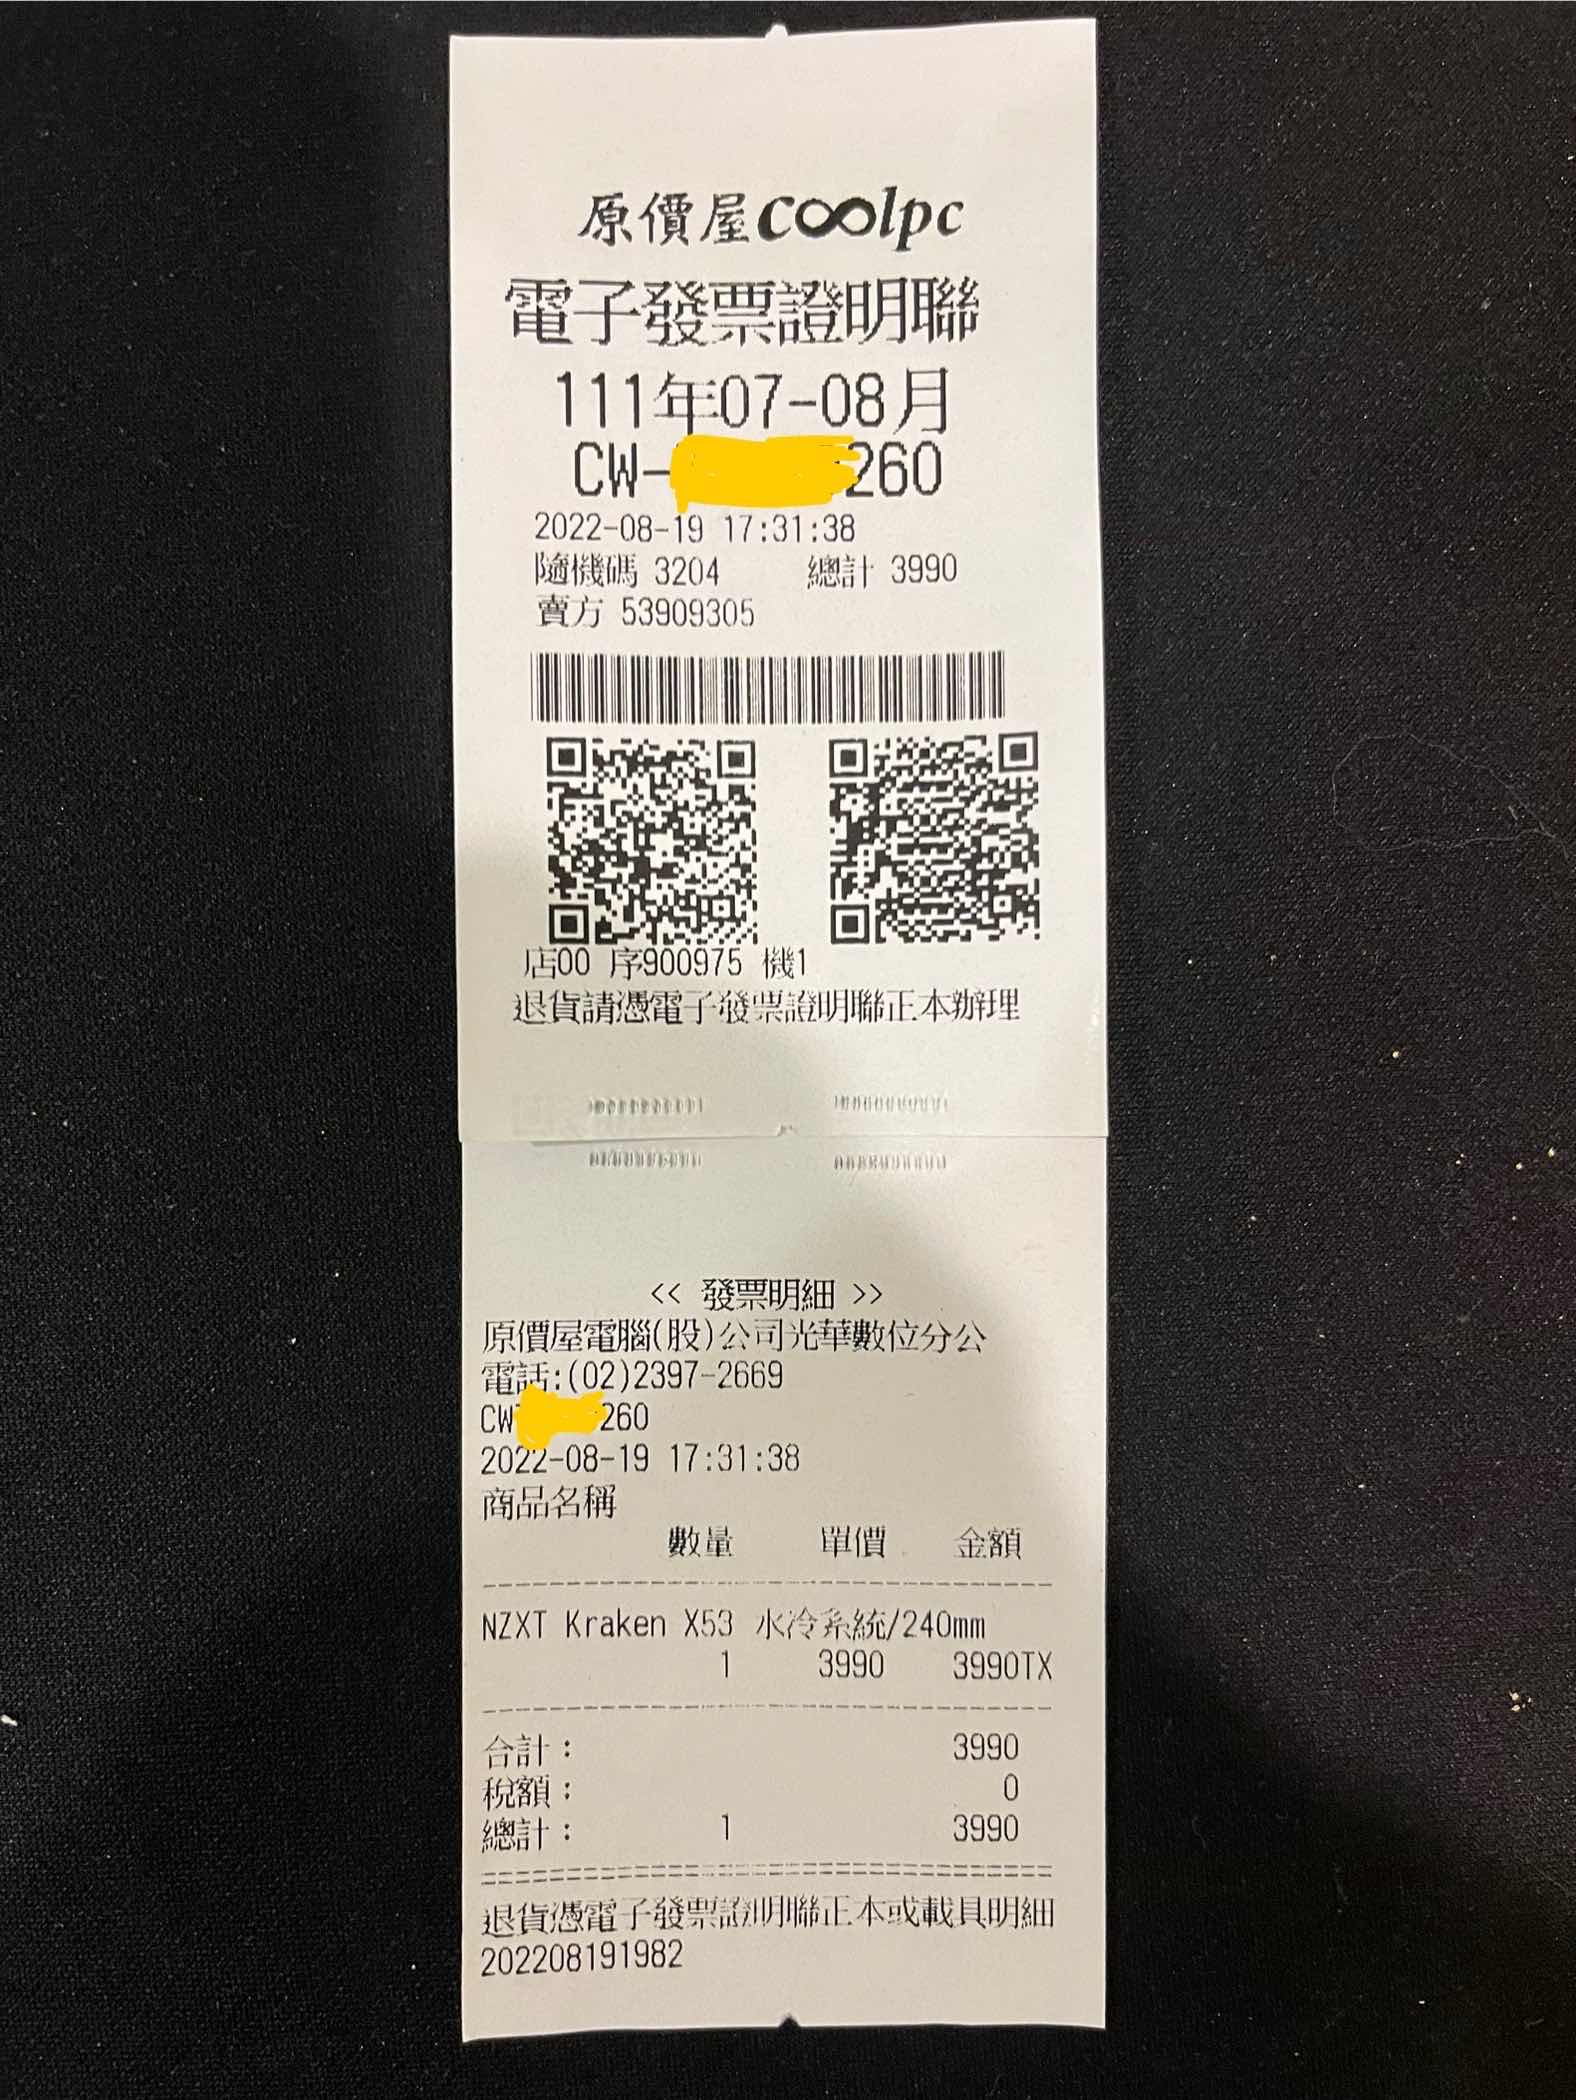 原價屋coolpc
電子發票證明聯
111年07-08月
CW-260
2022-08-19 17:31:38
隨機碼 3204 總計 3990
賣方 53909305
店00 序900975 機1
退貨請憑電子發票證明聯正本辦理
<< 發票明細 >>
原價屋電腦(股)公司光華數位分公
電話:(02)2397-2669
CW260
2022-08-19 17:31:38
商品名稱
數量 單價 金額
NZXT Kraken X53 水冷系統/240mm
1 3990 3990TX
合計： 3990
稅額： 0
總計： 1 3990
退貨憑電子發票證明聯正本或載具明細
202208191982